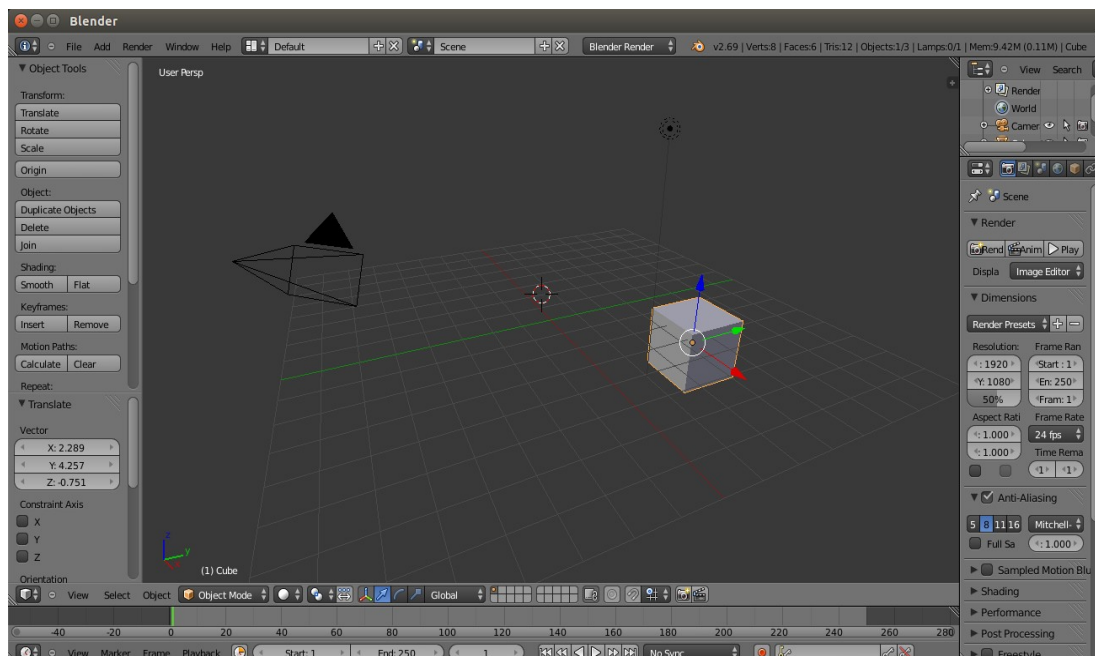 Blender
File Add Render Window Help Default Scene Blender Render v2.69 | Verts:8 | Faces:6 | Tris:12 | Objects:1/3 | Lamps:0/1 | Mem:9.42M (0.11M) | Cube
Object Tools
Transform:
Translate
Rotate
Scale
Origin
Object:
Duplicate Objects
Delete
Join
Shading:
Smooth Flat
Keyframes:
Insert Remove
Motion Paths:
Calculate Clear
Repeat:
Translate
Vector
X: 2.289
Y: 4.257
Z: -0.751
Constraint Axis
X
Y
Z
Orientation
User Persp
z
y
(1) Cube
View Select Object Object Mode Global
-40 -20 0 20 40 60 80 100 120 140 160 180 200 220 240 260 280
View Marker Frame Playback Start: 1 End: 250 1 No Sync
View Search
Render
World
Camer
Scene
Render
Rend Anim Play
Displa Image Editor
Dimensions
Render Presets
Resolution: Frame Ran
: 1920 Start : 1
Y: 1080 En: 250
50% Fram: 1
Aspect Rati Frame Rate
: 1.000 24 fps
: 1.000 Time Rema
1 1
Anti-Aliasing
5 8 11 16 Mitchell-
Full Sa : 1.000
Sampled Motion Blu
Shading
Performance
Post Processing
Freestyle